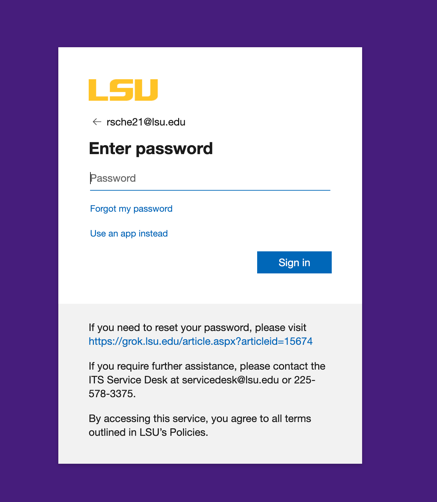 LSU
← rsche21@lsu.edu
Enter password
Password
Forgot my password
Use an app instead
Sign in
If you need to reset your password, please visit
https://grok.lsu.edu/article.aspx?articleid=15674
If you require further assistance, please contact the
ITS Service Desk at servicedesk@lsu.edu or 225-
578-3375.
By accessing this service, you agree to all terms
outlined in LSU's Policies.